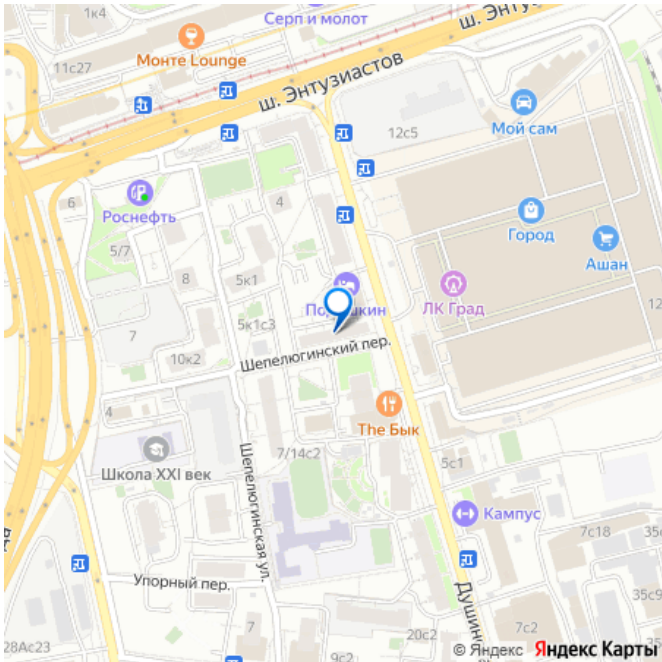 1к4
Серп и молот
ш. Энту
Монте Lounge
11с27
ш. Энтузиастов
12с5
Мой сам
Роснефть
6
4
5/7
Город
Ашан
8
5к1
ЛК Град
12
7
5к1с3
10к2
Шепелюгинский пер.
4
The Бык
Школа XXI век
7/14с2
5с1
Шепелюгинская ул.
Кампус
7с18
35с
Упорный пер.
Душинс
35с9
7
7с2
20с2
28Ас23
9с2
© Яндекс Яндекс Карты